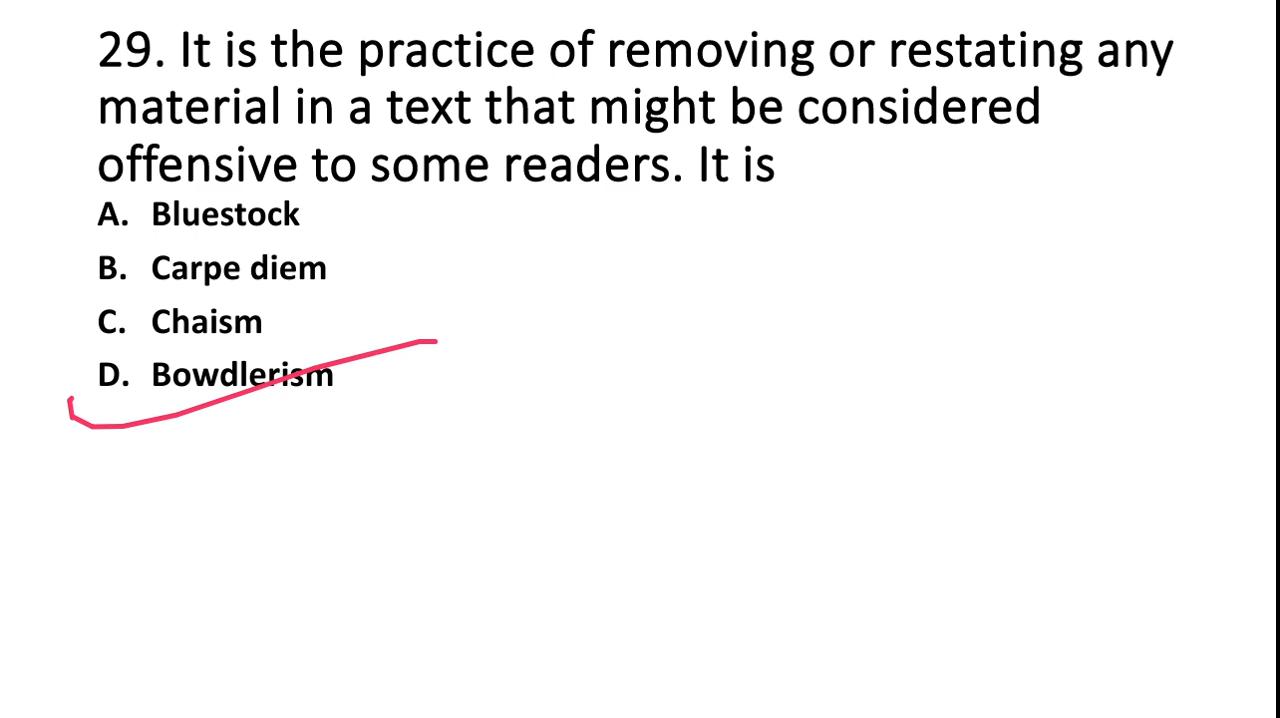 29. It is the practice of removing or restating any
material in a text that might be considered
offensive to some readers. It is
A. Bluestock
B. Carpe diem
C. Chaism
D. Bowdlerism